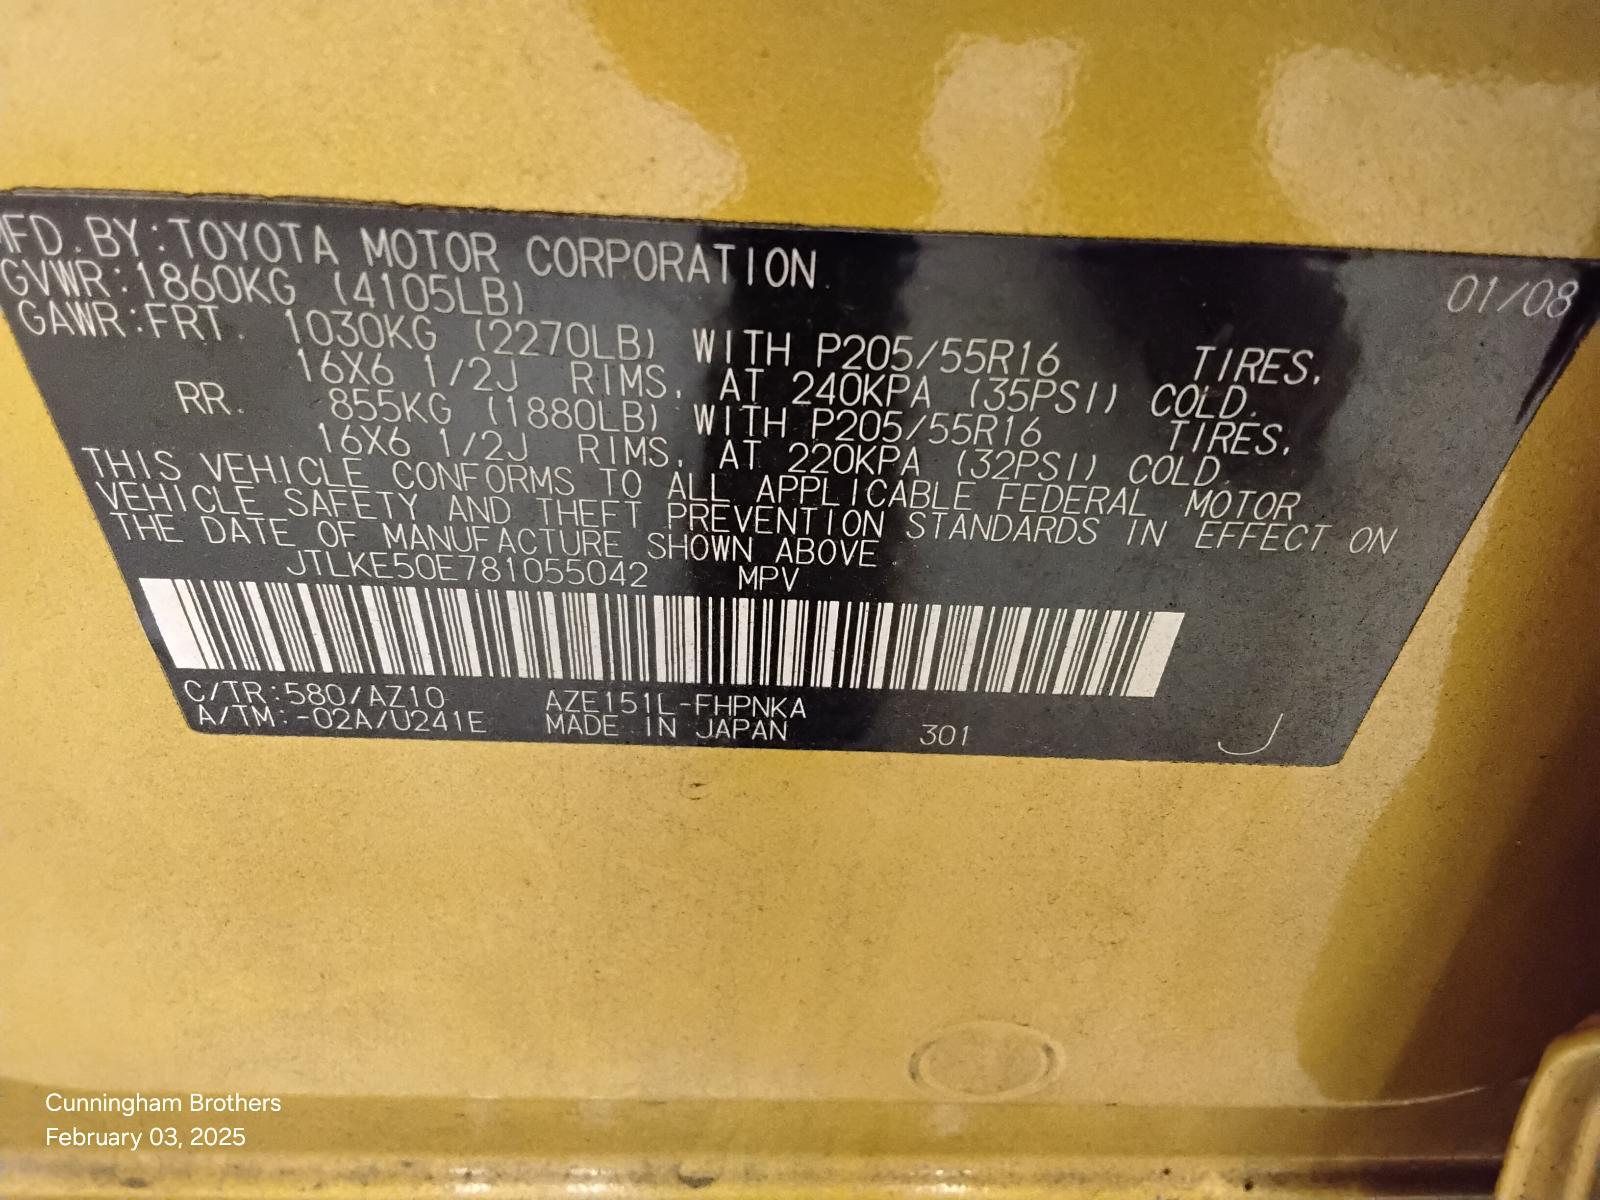 MFD. BY:TOYOTA MOTOR CORPORATION 01/08
GVWR:1860KG (4105LB)
GAWR:FRT. 1030KG (2270LB) WITH P205/55R16 TIRES,
16X6 1/2J RIMS, AT 240KPA (35PSI) COLD.
RR. 855KG (1880LB) WITH P205/55R16 TIRES,
16X6 1/2J RIMS, AT 220KPA (32PSI) COLD.
THIS VEHICLE CONFORMS TO ALL APPLICABLE FEDERAL MOTOR
VEHICLE SAFETY AND THEFT PREVENTION STANDARDS IN EFFECT ON
THE DATE OF MANUFACTURE SHOWN ABOVE.
JTLKE50E781055042 MPV
C/TR:580/AZ10 AZE151L-FHPNKA
A/TM:-02A/U241E MADE IN JAPAN 301 J
Cunningham Brothers
February 03, 2025